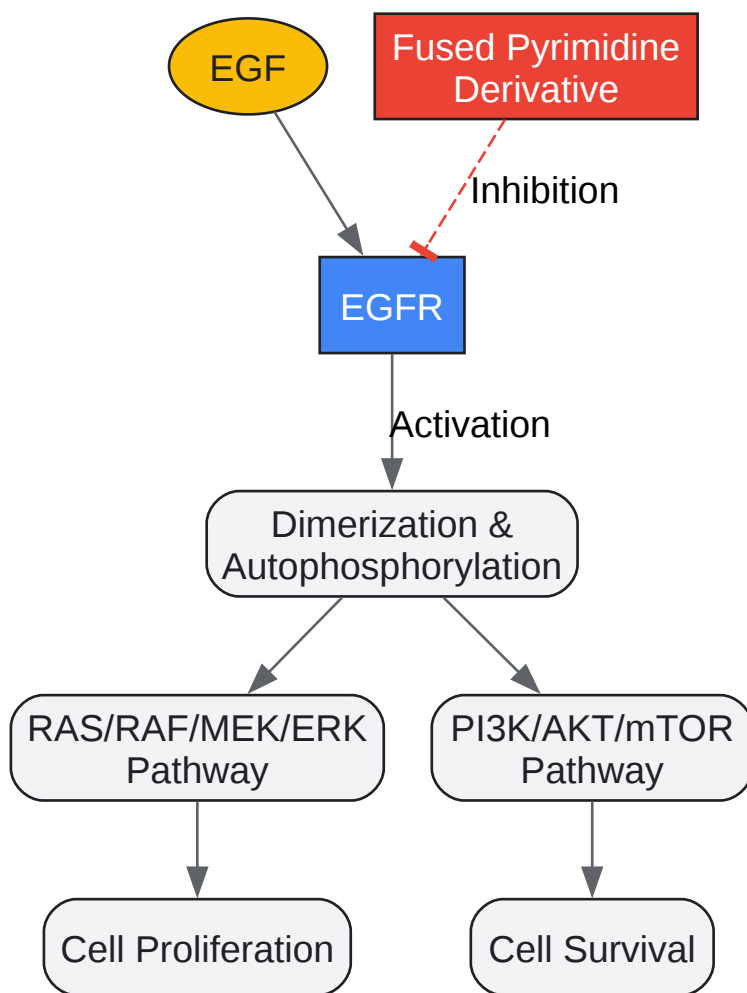 EGF
Fused Pyrimidine
Derivative
Inhibition
EGFR
Activation
Dimerization &
Autophosphorylation
RAS/RAF/MEK/ERK
Pathway
PI3K/AKT/mTOR
Pathway
Cell Proliferation
Cell Survival